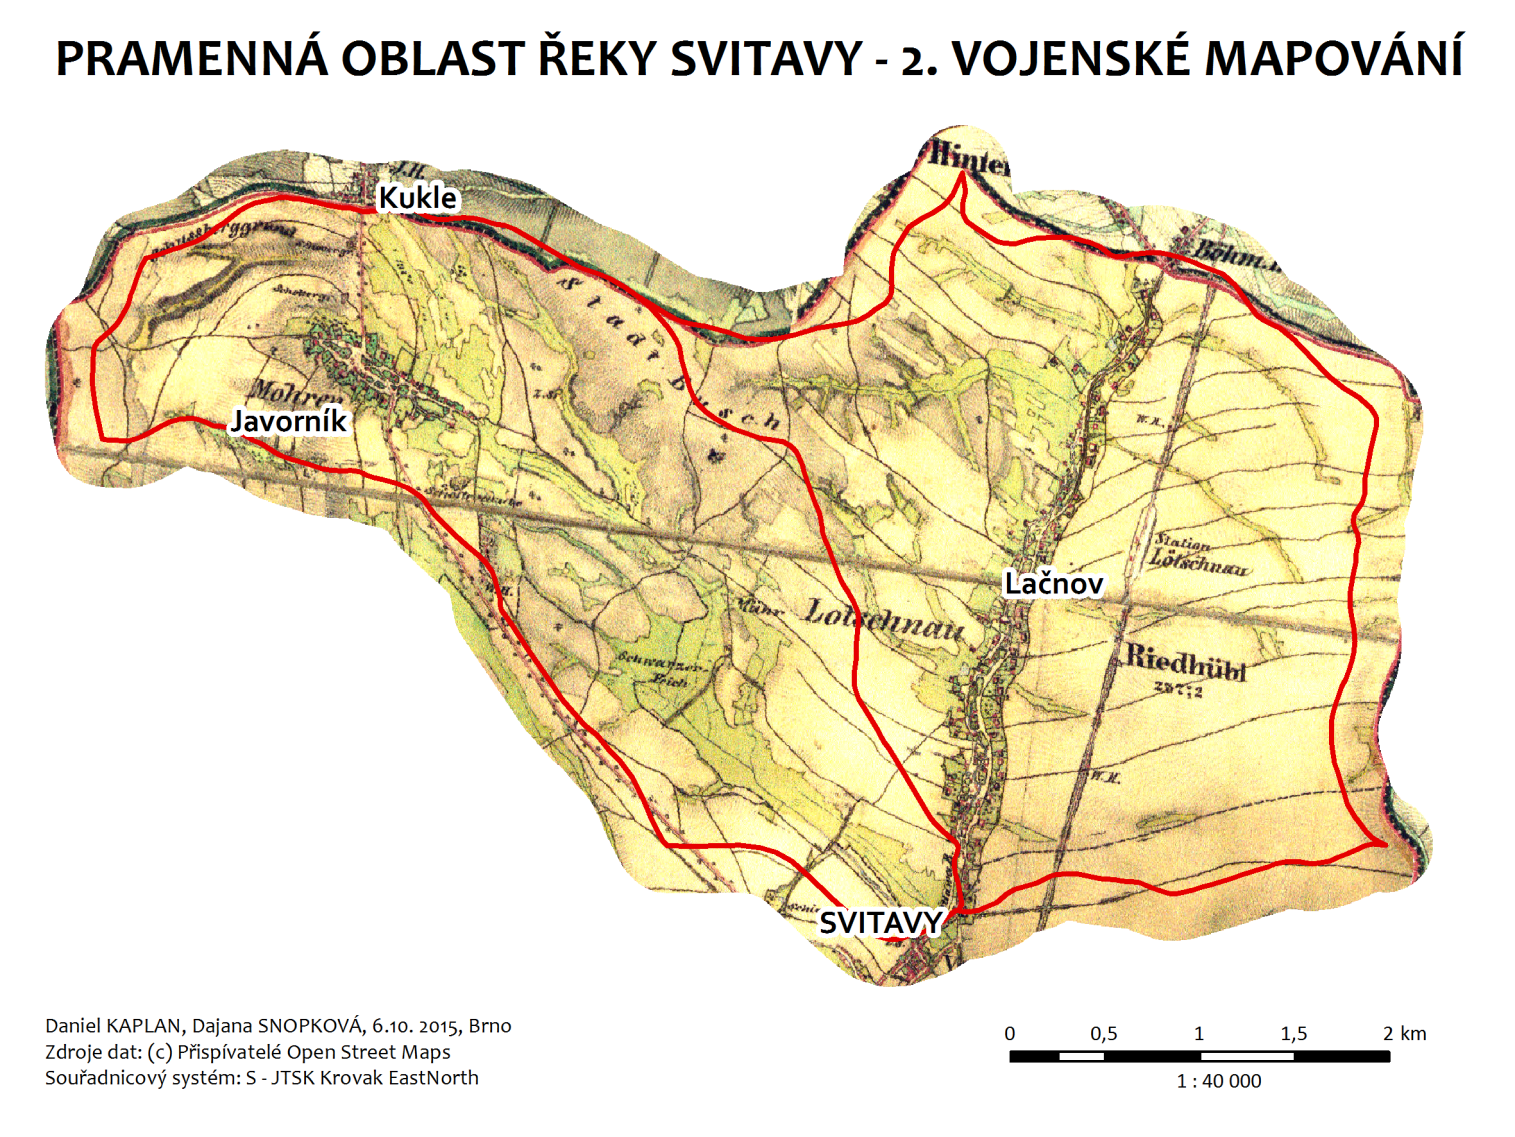 PRAMENNÁ OBLAST ŘEKY SVITAVY - 2. VOJENSKÉ MAPOVÁNÍ
Hinter
J.H.
Kukle
Böhm.
Stadt busch
Javorník
W.H.
Station
Lötschnau
W.H.
Lačnov
Lotschnau
Riedhübl
Schwarzer
Teich
W.H.
SVITAVY
Daniel KAPLAN, Dajana SNOPKOVÁ, 6.10. 2015, Brno
Zdroje dat: (c) Přispívatelé Open Street Maps
Souřadnicový systém: S - JTSK Krovak EastNorth
0 0,5 1 1,5 2 km
1 : 40 000